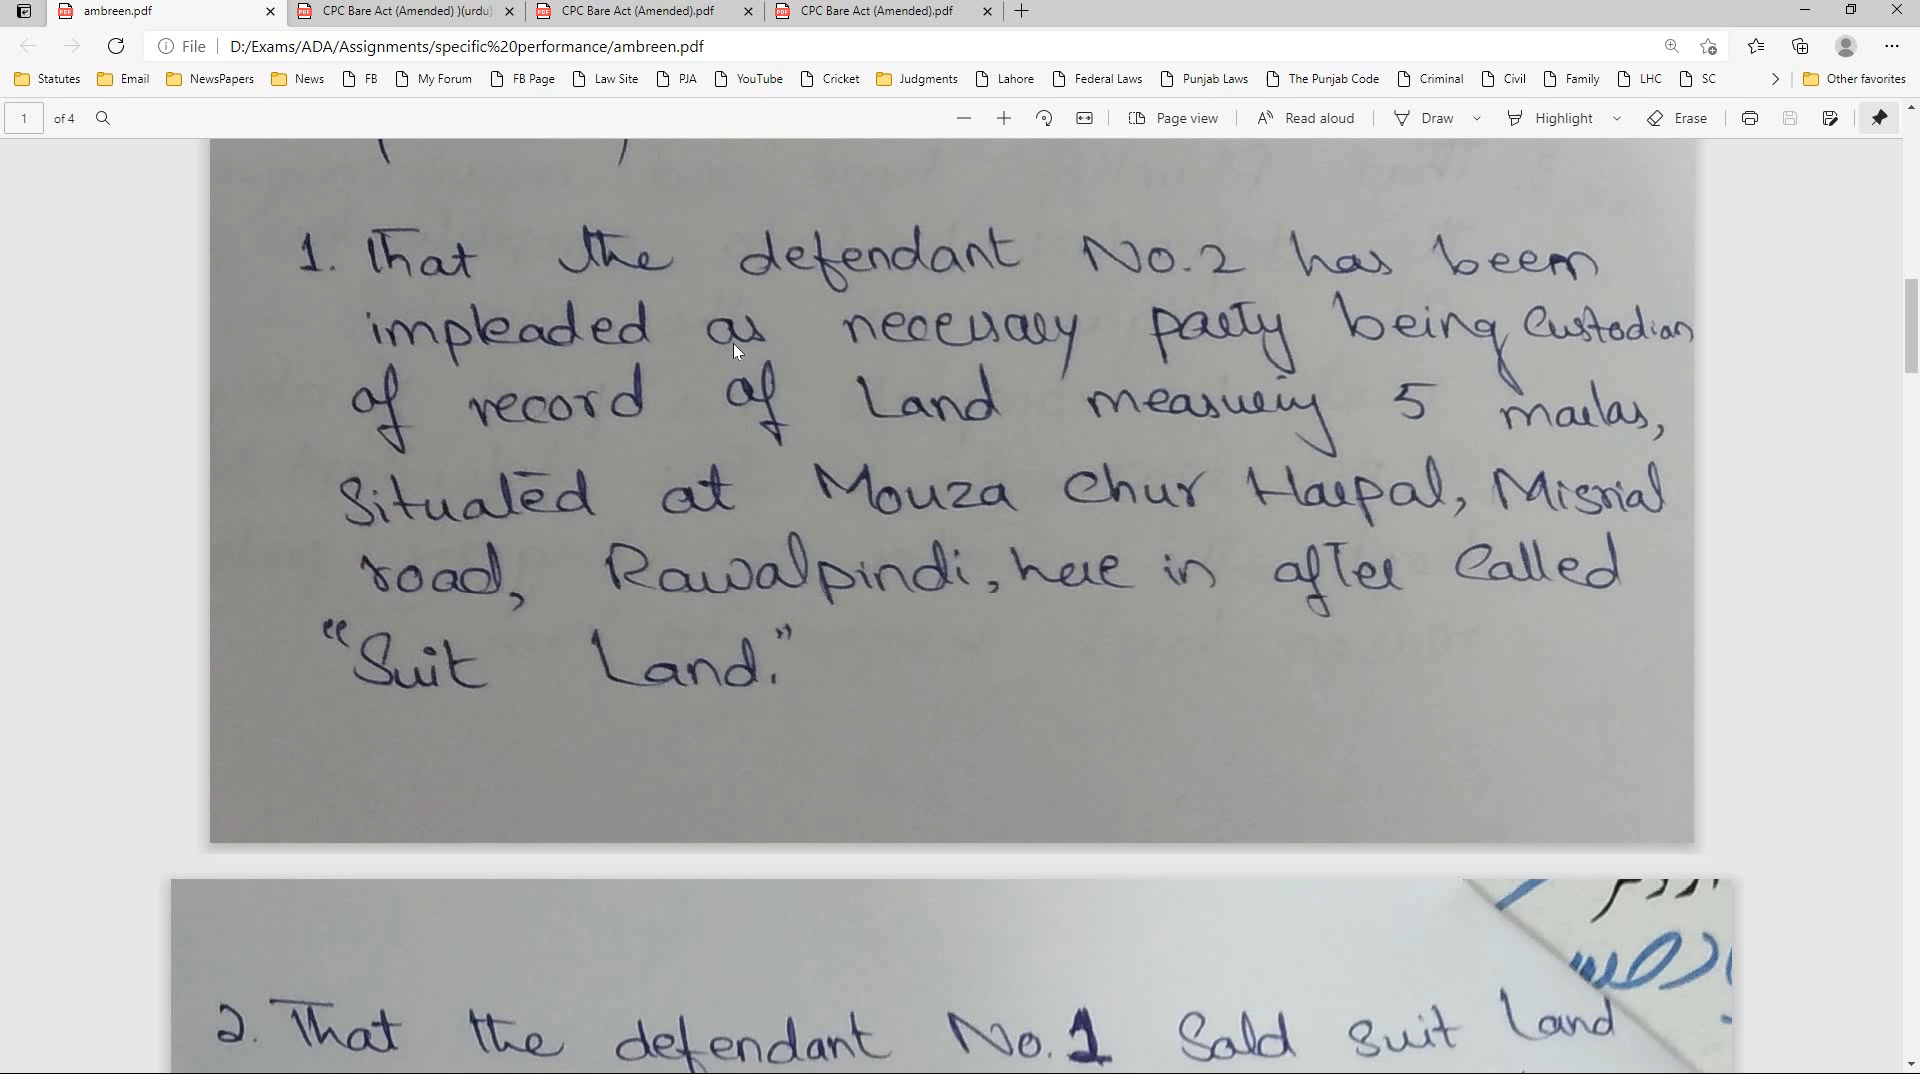 ambreen.pdf
CPC Bare Act (Amended) )(urdu)
CPC Bare Act (Amended).pdf
CPC Bare Act (Amended).pdf
File
D:/Exams/ADA/Assignments/specific%20performance/ambreen.pdf
Statutes Email NewsPapers News FB My Forum FB Page Law Site PJA YouTube Cricket Judgments Lahore Federal Laws Punjab Laws The Punjab Code Criminal Civil Family LHC SC Other favorites
1 of 4 Page view Read aloud Draw Highlight Erase
1. That the defendant No.2 has been
impleaded as necessary party being Custodian
of record of Land measuring 5 marlas,
Situated at Mouza Chur Harpal, Misrial
road, Rawalpindi, here in after Called
"Suit Land."
2. That the defendant No.1 Sold suit Land